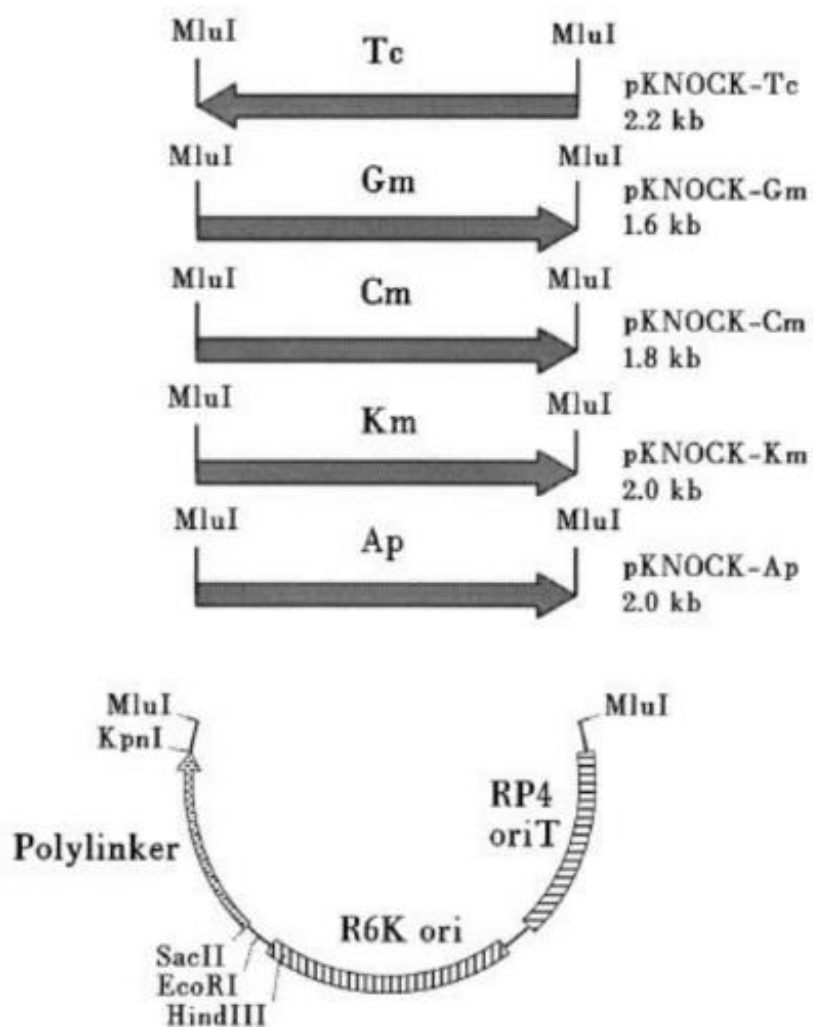 MluI Tc MluI
pKNOCK-Tc
2.2 kb
MluI Gm MluI
pKNOCK-Gm
1.6 kb
MluI Cm MluI
pKNOCK-Cm
1.8 kb
MluI Km MluI
pKNOCK-Km
2.0 kb
MluI Ap MluI
pKNOCK-Ap
2.0 kb
MluI MluI
KpnI
RP4
oriT
Polylinker
R6K ori
SacII
EcoRI
HindIII